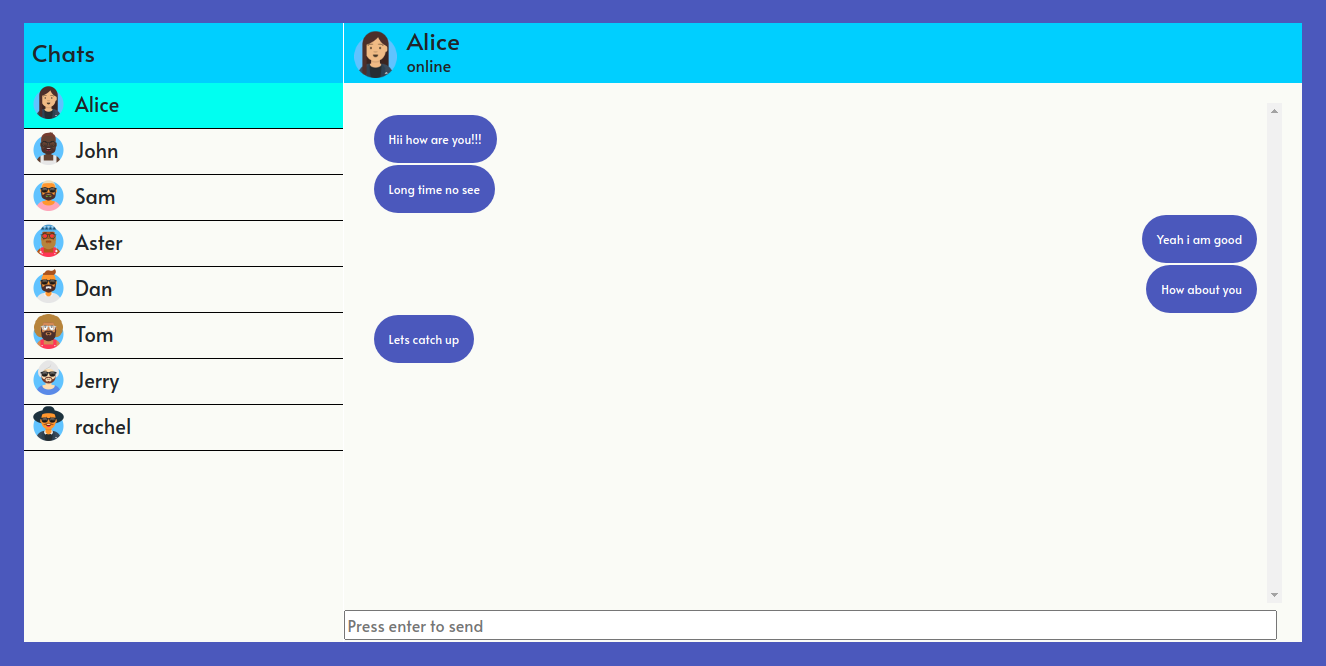 Chats
Alice
John
Sam
Aster
Dan
Tom
Jerry
rachel
Alice
online
Hii how are you!!!
Long time no see
Yeah i am good
How about you
Lets catch up
Press enter to send